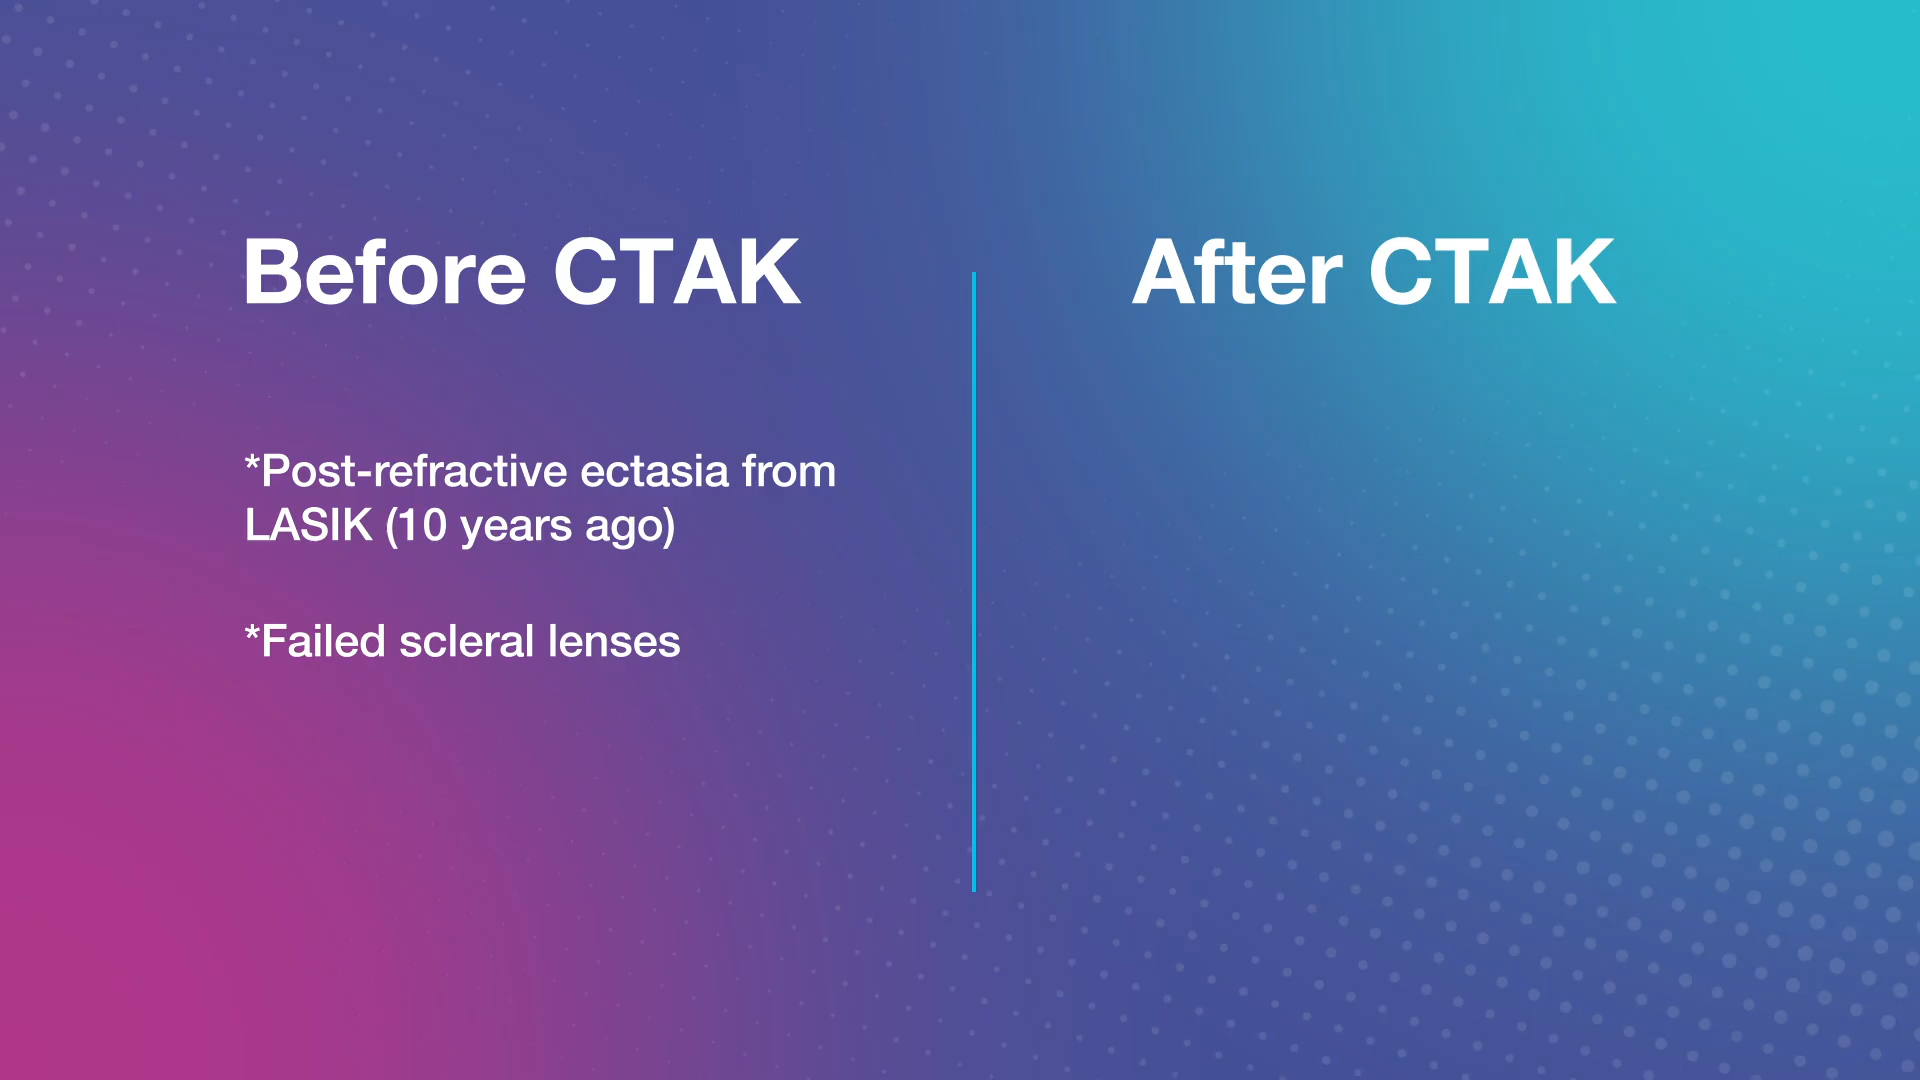 Before CTAK
*Post-refractive ectasia from
LASIK (10 years ago)
*Failed scleral lenses
After CTAK